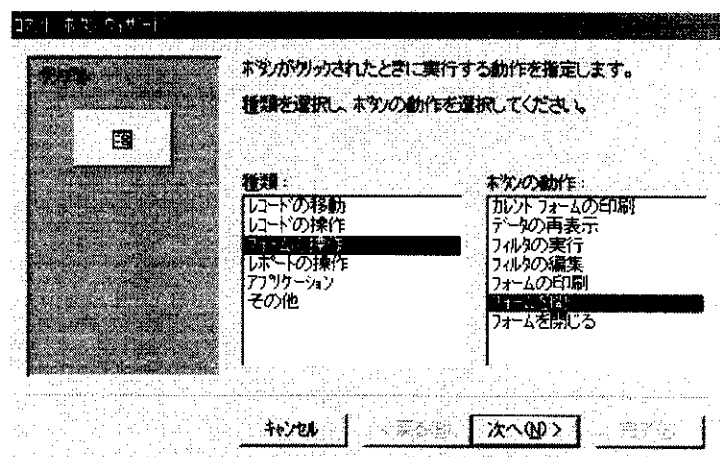 コマンド ボタン ウィザード
サンプル:
ボタンがクリックされたときに実行する動作を指定します。
種類を選択し、ボタンの動作を選択してください。
種類:
レコードの移動
レコードの操作
フォームの操作
レポートの操作
アプリケーション
その他
ボタンの動作:
カレント フォームの印刷
データの再表示
フィルタの実行
フィルタの編集
フォームの印刷
フォームを開く
フォームを閉じる
キャンセル
次へ(N) >